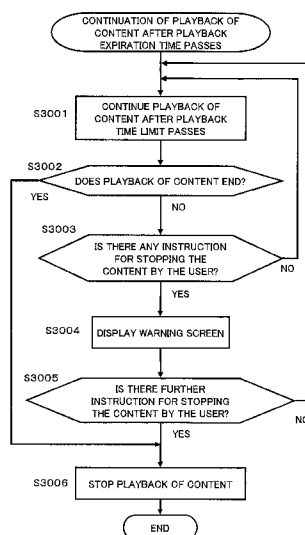 CONTINUATION OF PLAYBACK OF
CONTENT AFTER PLAYBACK
EXPIRATION TIME PASSES
S3001
CONTINUE PLAYBACK OF
CONTENT AFTER PLAYBACK
TIME LIMIT PASSES
S3002
YES
DOES PLAYBACK OF CONTENT END?
NO
S3003
IS THERE ANY INSTRUCTION
FOR STOPPING THE
CONTENT BY THE USER?
NO
YES
S3004
DISPLAY WARNING SCREEN
S3005
IS THERE FURTHER
INSTRUCTION FOR STOPPING
THE CONTENT BY THE USER?
NO
YES
S3006
STOP PLAYBACK OF CONTENT
END